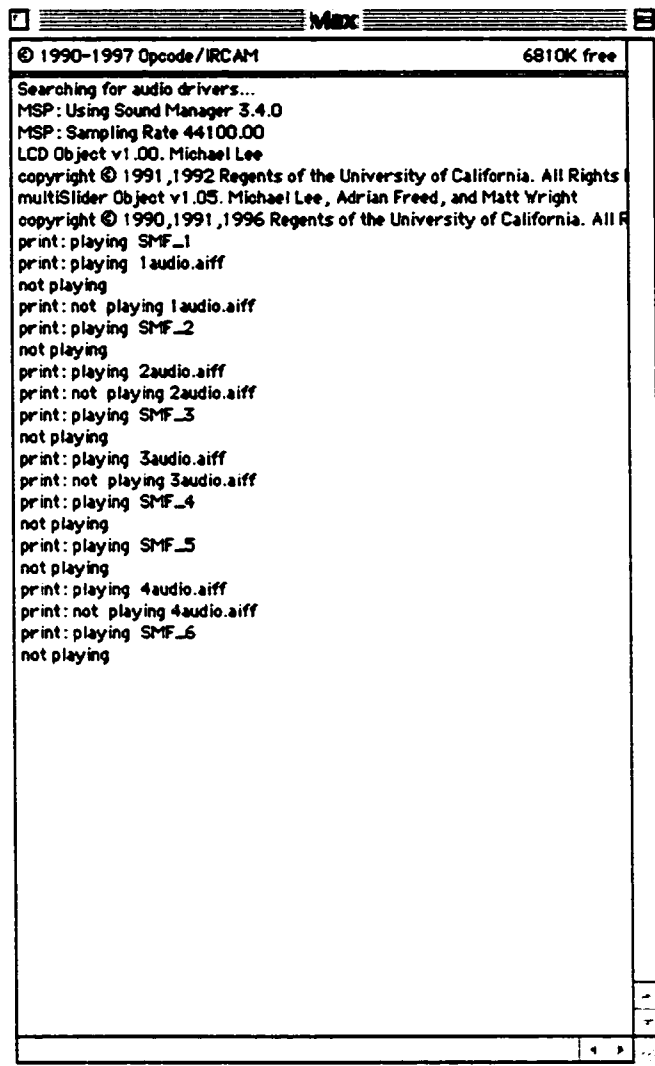 Max
© 1990-1997 Opcode/IRCAM 6810K free
Searching for audio drivers...
MSP: Using Sound Manager 3.4.0
MSP: Sampling Rate 44100.00
LCD Object v1.00. Michael Lee
copyright © 1991,1992 Regents of the University of California. All Rights
multiSlider Object v1.05. Michael Lee, Adrian Freed, and Matt Wright
copyright © 1990,1991,1996 Regents of the University of California. All R
print: playing SMF_1
print: playing 1audio.aiff
not playing
print: not playing 1audio.aiff
print: playing SMF_2
not playing
print: playing 2audio.aiff
print: not playing 2audio.aiff
print: playing SMF_3
not playing
print: playing 3audio.aiff
print: not playing 3audio.aiff
print: playing SMF_4
not playing
print: playing SMF_5
not playing
print: playing 4audio.aiff
print: not playing 4audio.aiff
print: playing SMF_6
not playing